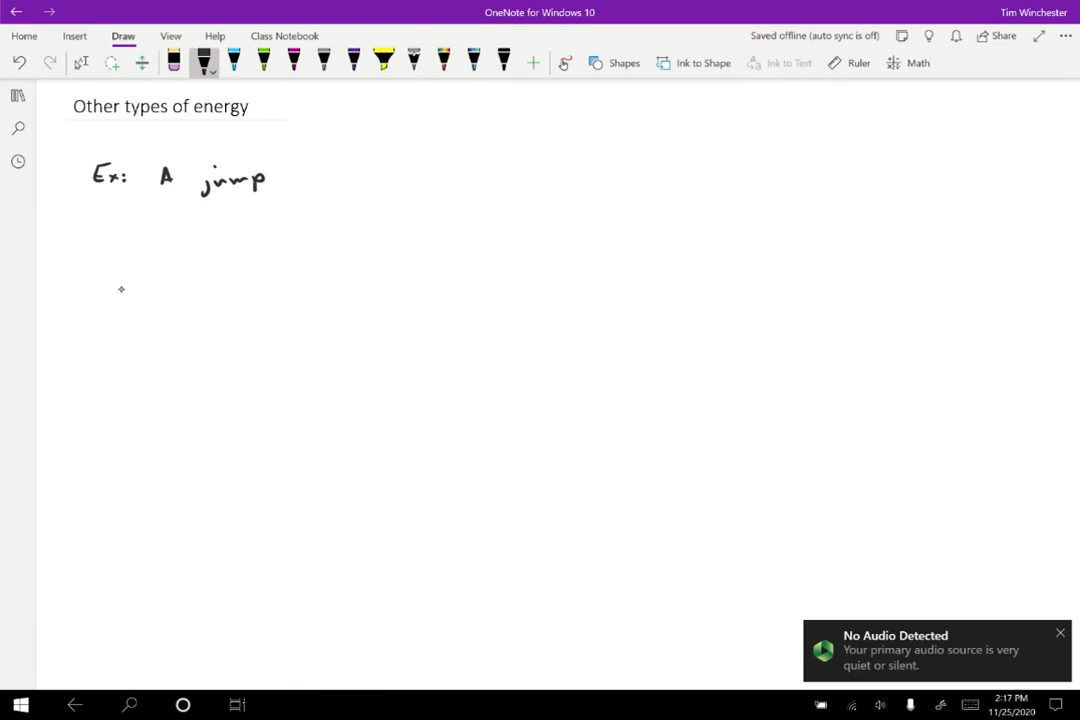 OneNote for Windows 10
Tim Winchester
Home Insert Draw View Help Class Notebook
Saved offline (auto sync is off) Share
Shapes Ink to Shape Ink to Text Ruler Math
Other types of energy
Ex: A jump
No Audio Detected
Your primary audio source is very
quiet or silent.
2:17 PM
11/25/2020